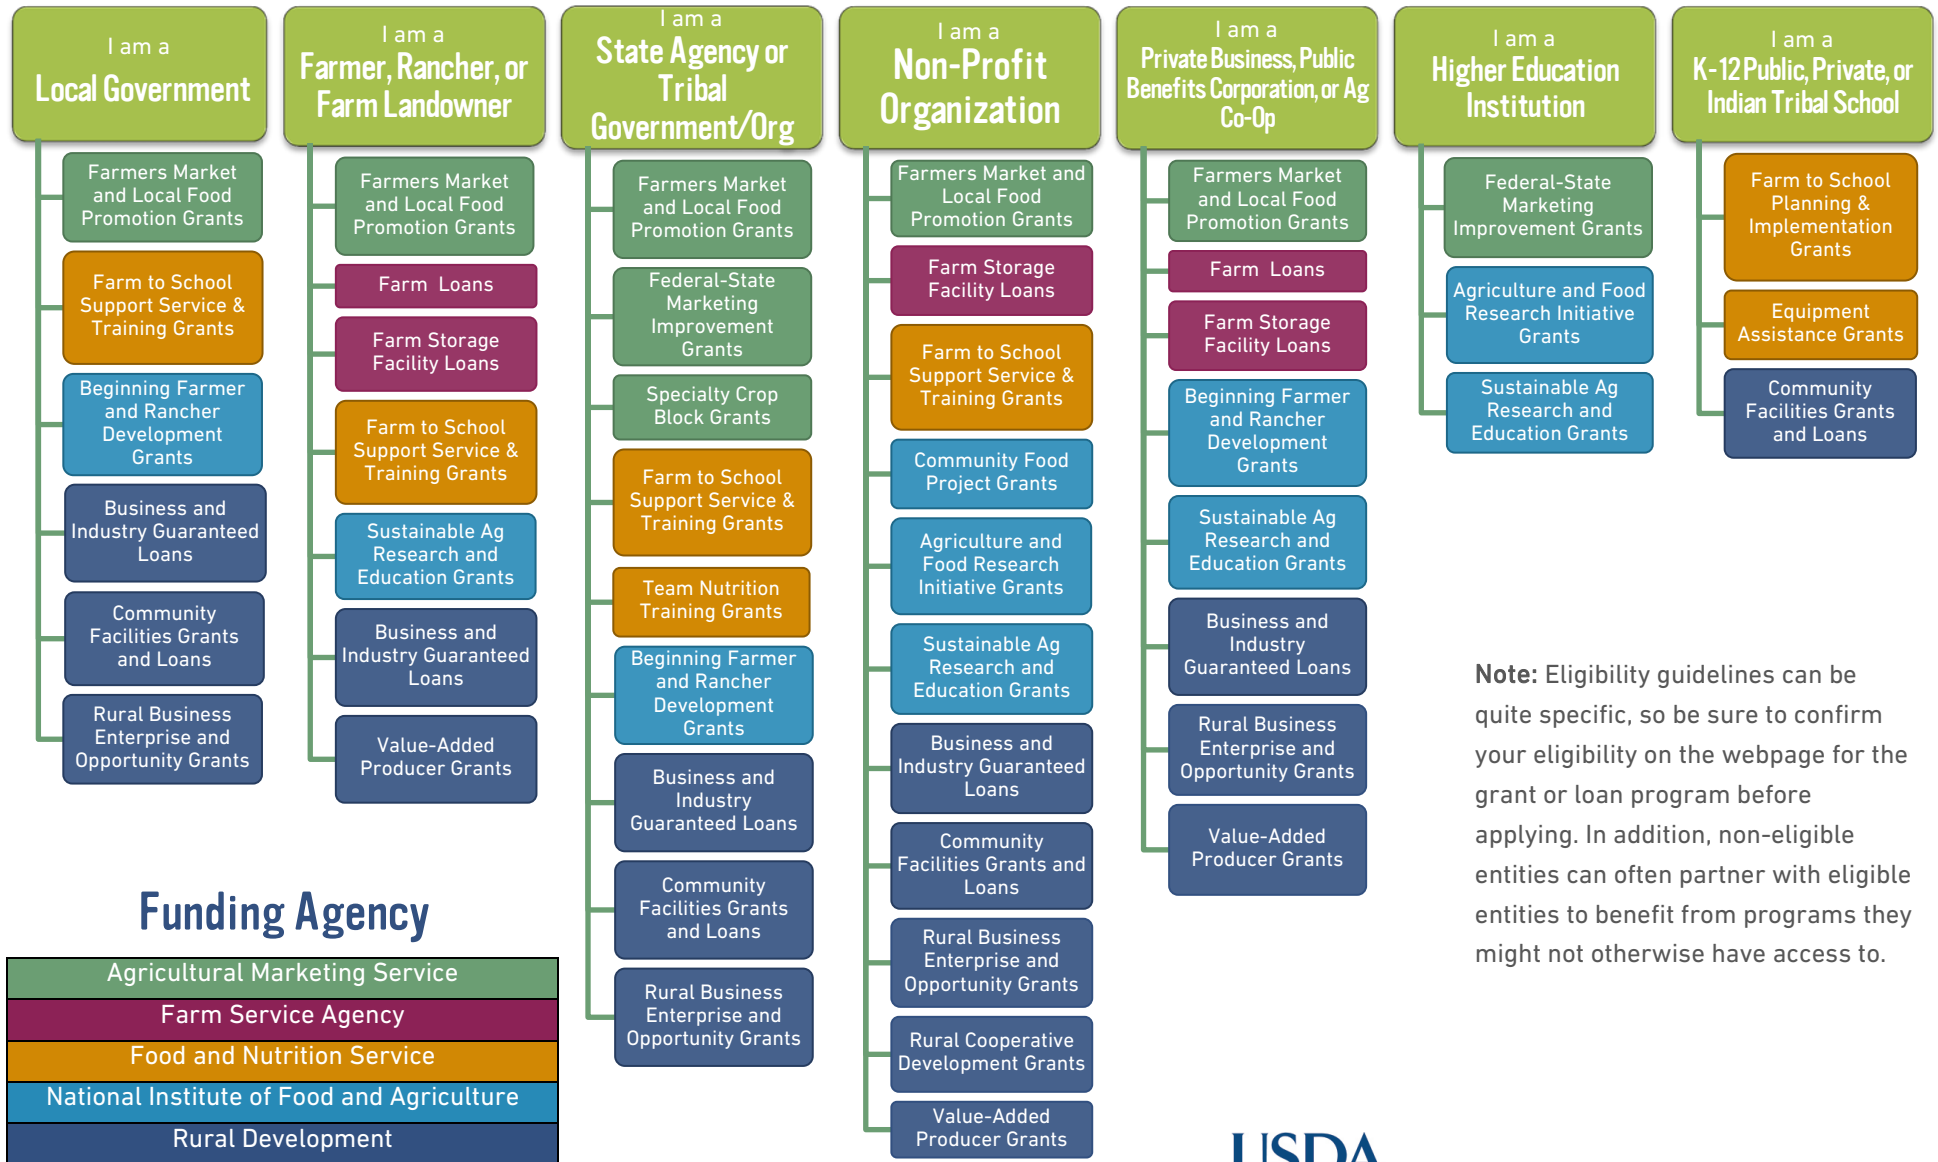 I am a
Local Government
Farmers Market
and Local Food
Promotion Grants
Farm to School
Support Service &
Training Grants
Beginning Farmer
and Rancher
Development
Grants
Business and
Industry Guaranteed
Loans
Community
Facilities Grants
and Loans
Rural Business
Enterprise and
Opportunity Grants
I am a
Farmer, Rancher, or
Farm Landowner
Farmers Market
and Local Food
Promotion Grants
Farm Loans
Farm Storage
Facility Loans
Farm to School
Support Service &
Training Grants
Sustainable Ag
Research and
Education Grants
Business and
Industry Guaranteed
Loans
Value-Added
Producer Grants
I am a
State Agency or
Tribal
Government/Org
Farmers Market
and Local Food
Promotion Grants
Federal-State
Marketing
Improvement
Grants
Specialty Crop
Block Grants
Farm to School
Support Service &
Training Grants
Team Nutrition
Training Grants
Beginning Farmer
and Rancher
Development
Grants
Business and
Industry
Guaranteed Loans
Community
Facilities Grants
and Loans
Rural Business
Enterprise and
Opportunity Grants
I am a
Non-Profit
Organization
Farmers Market and
Local Food
Promotion Grants
Farm Storage
Facility Loans
Farm to School
Support Service &
Training Grants
Community Food
Project Grants
Agriculture and
Food Research
Initiative Grants
Sustainable Ag
Research and
Education Grants
Business and
Industry Guaranteed
Loans
Community
Facilities Grants and
Loans
Rural Business
Enterprise and
Opportunity Grants
Rural Cooperative
Development Grants
Value-Added
Producer Grants
I am a
Private Business, Public
Benefits Corporation, or Ag
Co-Op
Farmers Market
and Local Food
Promotion Grants
Farm Loans
Farm Storage
Facility Loans
Beginning Farmer
and Rancher
Development
Grants
Sustainable Ag
Research and
Education Grants
Business and
Industry
Guaranteed Loans
Rural Business
Enterprise and
Opportunity Grants
Value-Added
Producer Grants
I am a
Higher Education
Institution
Federal-State
Marketing
Improvement Grants
Agriculture and Food
Research Initiative
Grants
Sustainable Ag
Research and
Education Grants
I am a
K-12 Public, Private, or
Indian Tribal School
Farm to School
Planning &
Implementation
Grants
Equipment
Assistance Grants
Community
Facilities Grants
and Loans
Note: Eligibility guidelines can be
quite specific, so be sure to confirm
your eligibility on the webpage for the
grant or loan program before
applying. In addition, non-eligible
entities can often partner with eligible
entities to benefit from programs they
might not otherwise have access to.
Funding Agency
Agricultural Marketing Service
Farm Service Agency
Food and Nutrition Service
National Institute of Food and Agriculture
Rural Development
USDA